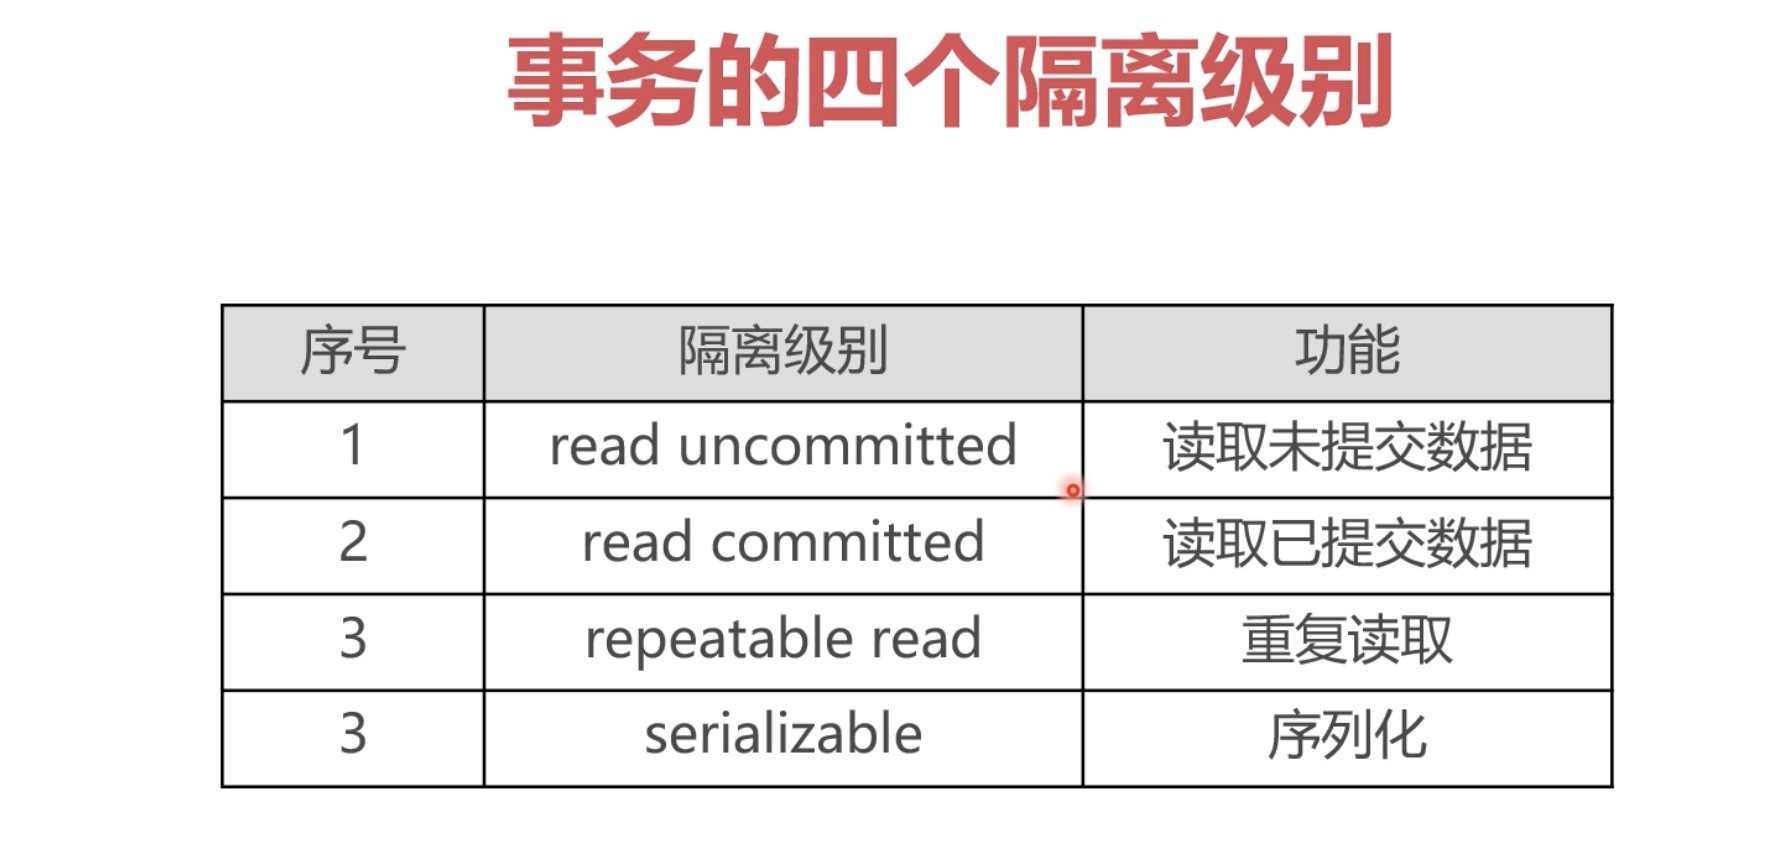 事务的四个隔离级别
序号 隔离级别 功能
1 read uncommitted 读取未提交数据
2 read committed 读取已提交数据
3 repeatable read 重复读取
3 serializable 序列化